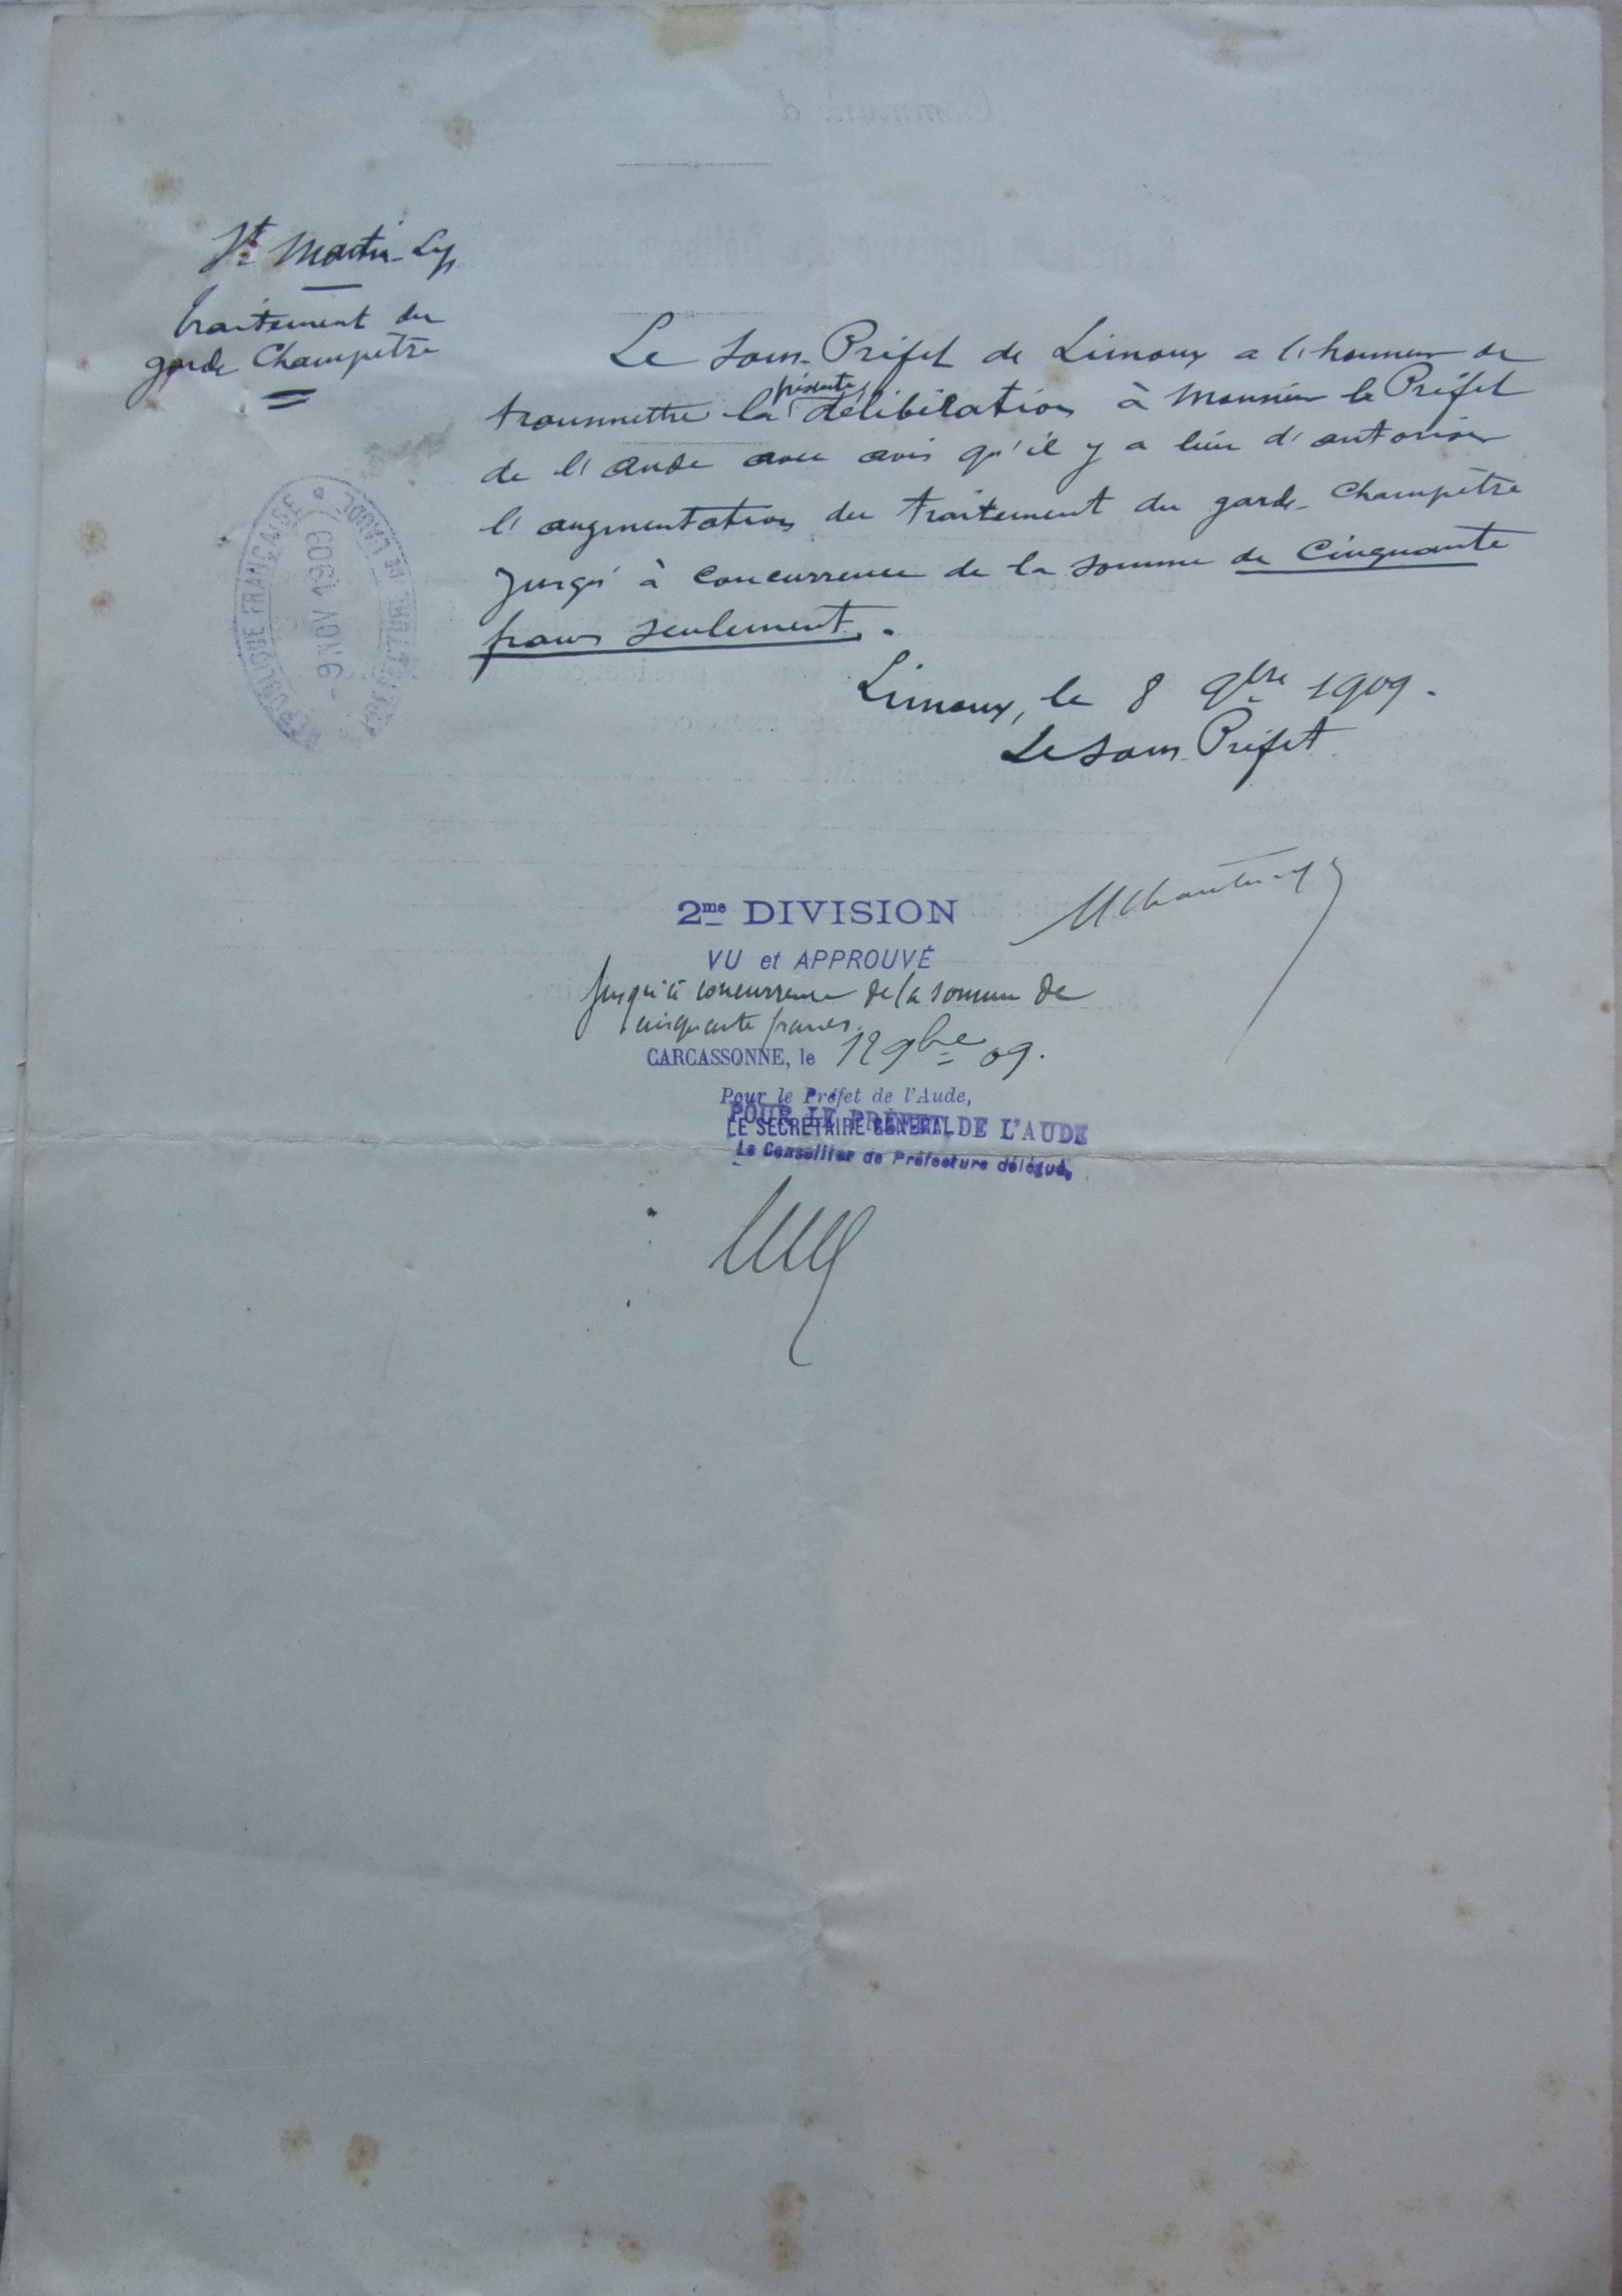 St Martin-Lys
Traitement du
garde Champêtre
Le Sous-Préfet de Limoux a l'honneur de
transmettre la présente délibération à Monsieur le Préfet
de l'Aude avec avis qu'il y a lieu d'autoriser
l'augmentation du traitement du garde-Champêtre
jusqu'à concurrence de la somme de Cinquante
francs seulement.
Limoux, le 8 9bre 1909.
Le Sous-Préfet
RÉPUBLIQUE FRANÇAISE
PRÉFECTURE DE L'AUDE
-9 NOV 1909
2me DIVISION
VU et APPROUVÉ
jusqu'à concurrence de la somme de
cinquante francs.
CARCASSONNE, le 12 9bre 09.
Pour le Préfet de l'Aude,
POUR LE PRÉFET DE L'AUDE
LE SECRÉTAIRE GÉNÉRAL
Le Conseiller de Préfecture délégué,